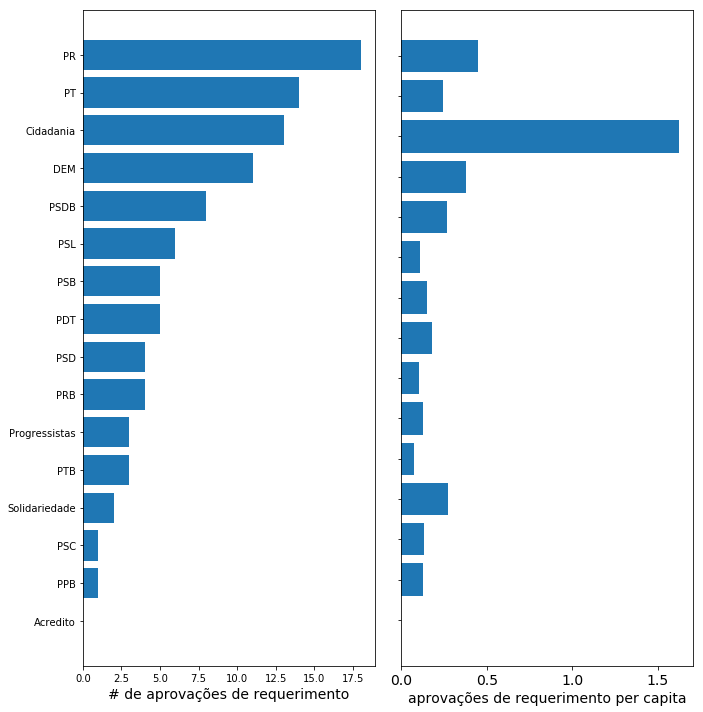 PR
PT
Cidadania
DEM
PSDB
PSL
PSB
PDT
PSD
PRB
Progressistas
PTB
Solidariedade
PSC
PPB
Acredito
0.0 2.5 5.0 7.5 10.0 12.5 15.0 17.5
# de aprovações de requerimento
0.0 0.5 1.0 1.5
aprovações de requerimento per capita